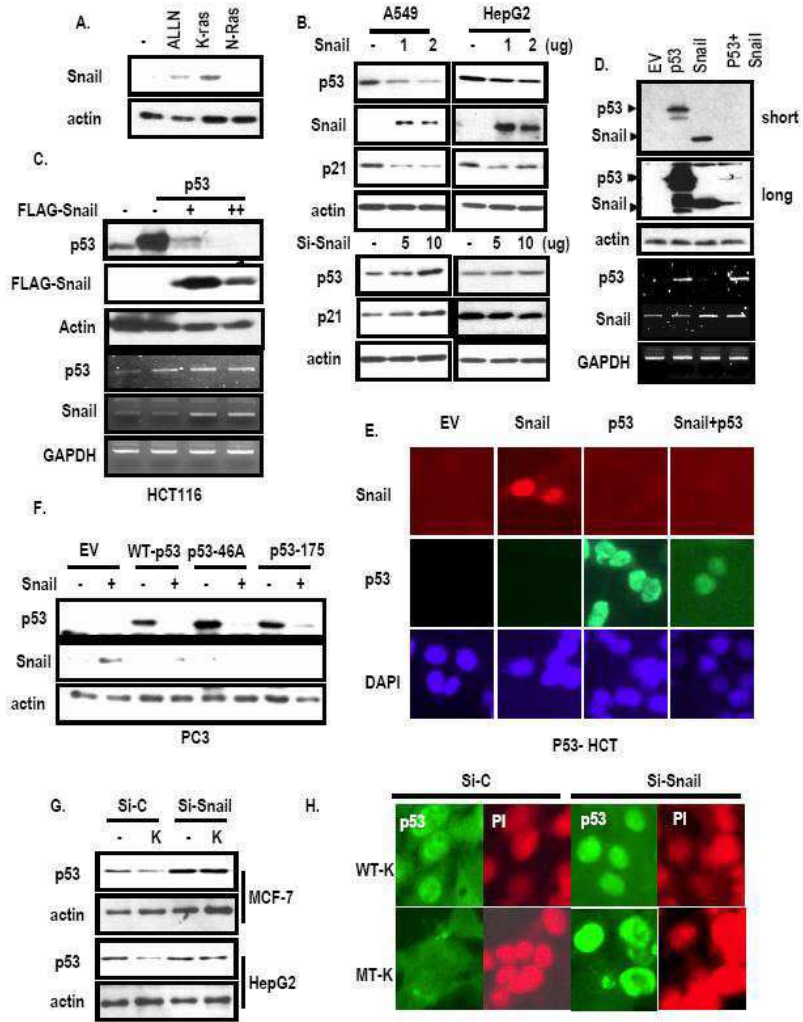 A.
- ALLN K-ras N-Ras
Snail
actin
B.
A549 HepG2
Snail - 1 2 - 1 2 (ug)
p53
Snail
p21
actin
Si-Snail - 5 10 - 5 10 (ug)
p53
p21
actin
C.
p53
FLAG-Snail - - + ++
p53
FLAG-Snail
Actin
p53
Snail
GAPDH
HCT116
D.
EV p53 Snail P53+ Snail
p53
Snail
short
p53
Snail
long
actin
p53
Snail
GAPDH
E.
EV Snail p53 Snail+p53
Snail
p53
DAPI
P53- HCT
F.
EV WT-p53 p53-46A p53-175
Snail - + - + - + - +
p53
Snail
actin
PC3
G.
Si-C Si-Snail
- K - K
p53
actin
MCF-7
p53
actin
HepG2
H.
Si-C Si-Snail
p53 PI p53 PI
WT-K
MT-K